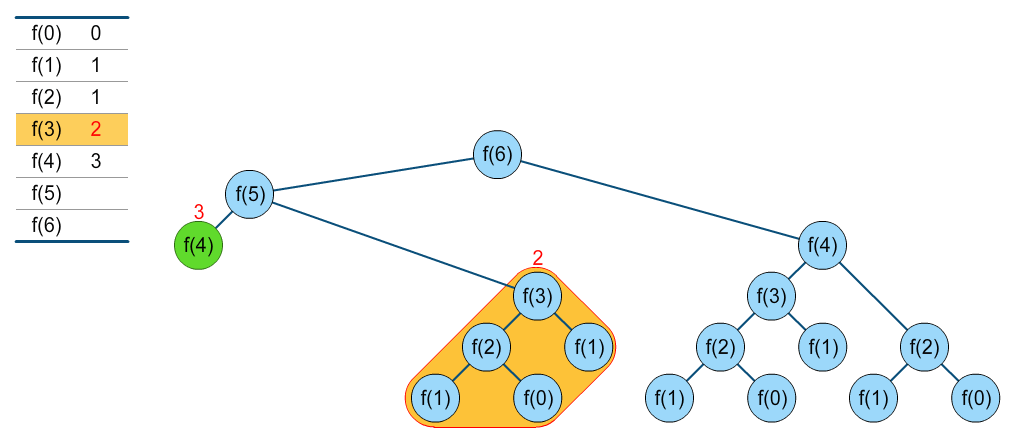 f(0) 0
f(1) 1
f(2) 1
f(3) 2
f(4) 3
f(5)
f(6)
f(6)
f(5)
3
f(4)
f(4)
2
f(3)
f(3)
f(2) f(1)
f(2) f(1)
f(2)
f(1) f(0)
f(1) f(0)
f(1) f(0)